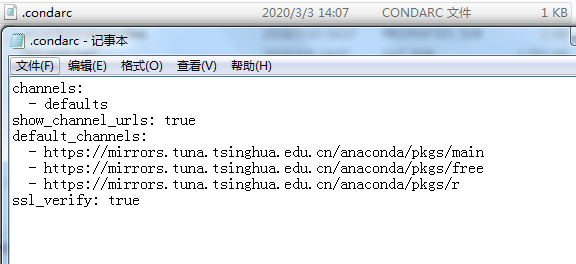 .condarc 2020/3/3 14:07 CONDARC 文件 1 KB
.condarc - 记事本
文件(F) 编辑(E) 格式(O) 查看(V) 帮助(H)
channels:
  - defaults
show_channel_urls: true
default_channels:
  - https://mirrors.tuna.tsinghua.edu.cn/anaconda/pkgs/main
  - https://mirrors.tuna.tsinghua.edu.cn/anaconda/pkgs/free
  - https://mirrors.tuna.tsinghua.edu.cn/anaconda/pkgs/r
ssl_verify: true